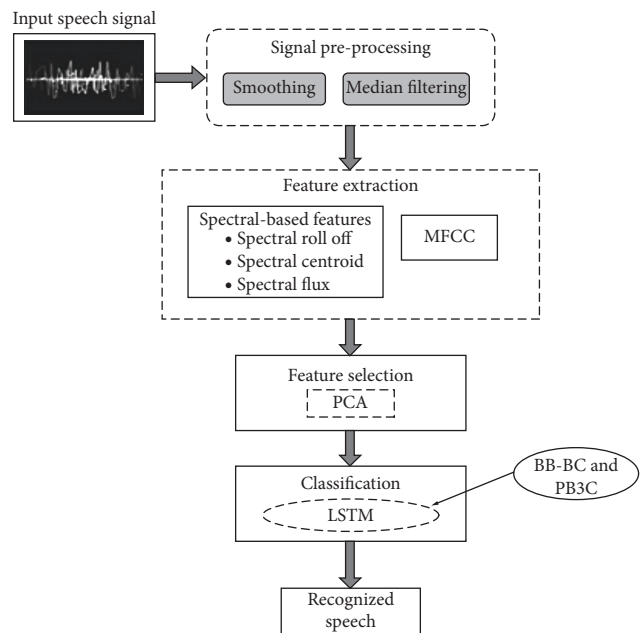 Input speech signal
Signal pre-processing
Smoothing
Median filtering
Feature extraction
Spectral-based features
• Spectral roll off
• Spectral centroid
• Spectral flux
MFCC
Feature selection
PCA
Classification
LSTM
BB-BC and
PB3C
Recognized
speech